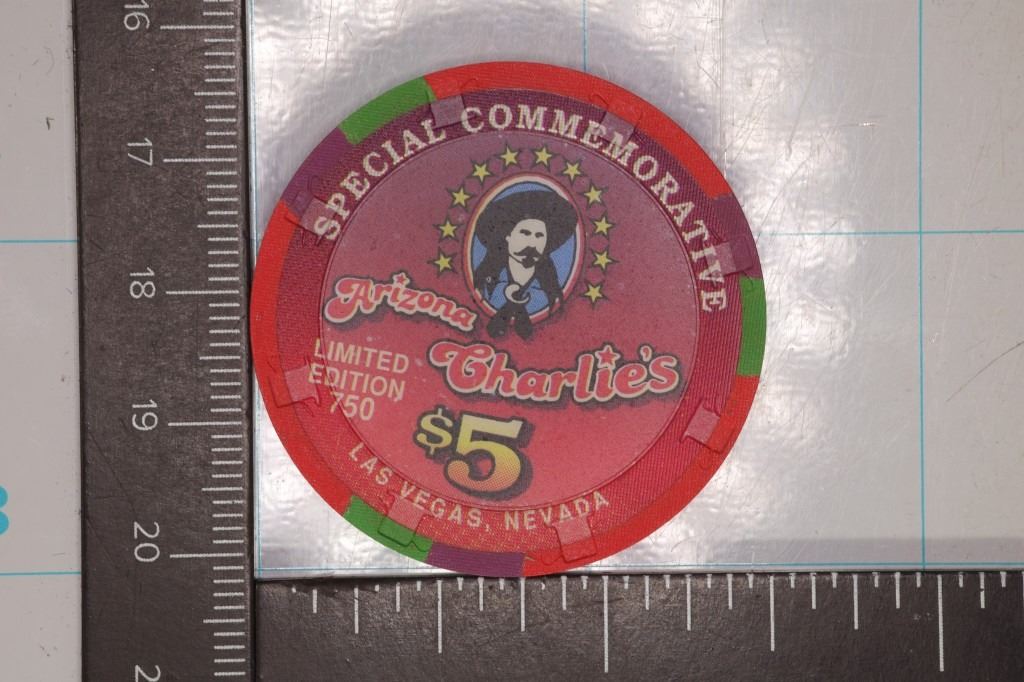 SPECIAL COMMEMORATIVE
Arizona
Charlie's
LIMITED
EDITION
750
$5
LAS VEGAS, NEVADA
16
17
18
19
20